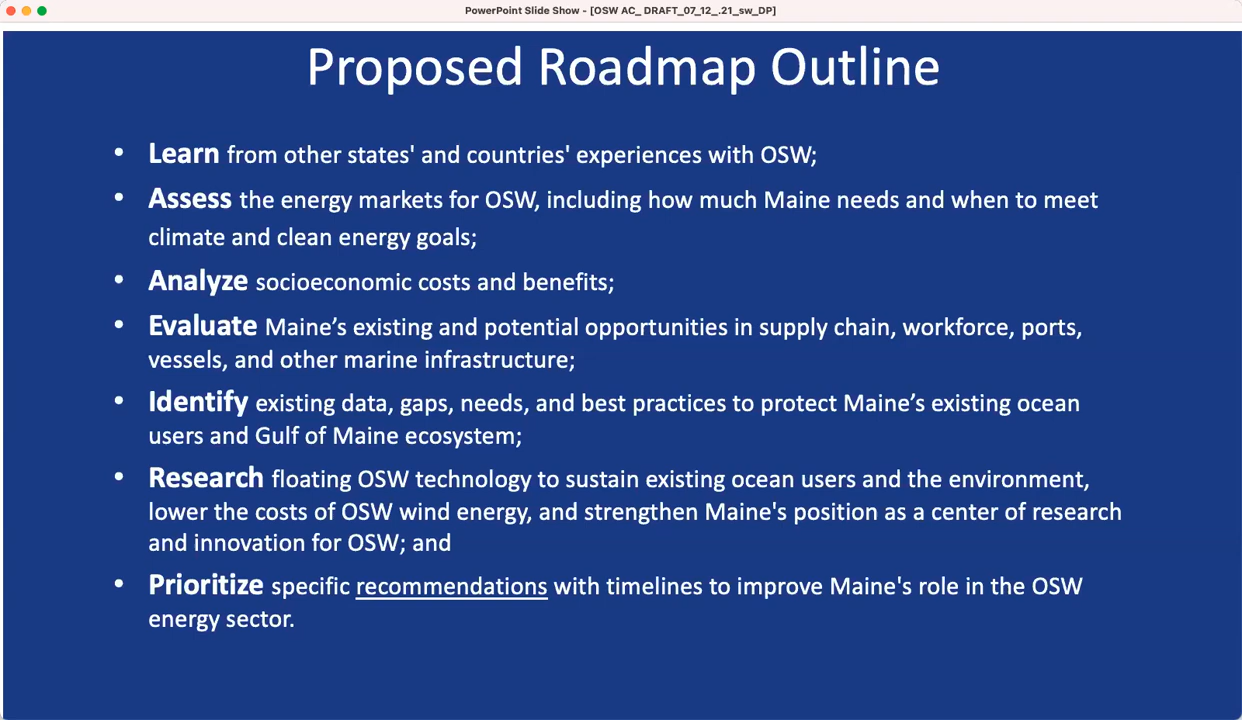 PowerPoint Slide Show - [OSW AC_ DRAFT_07_12_.21_sw_DP]
Proposed Roadmap Outline
• Learn from other states' and countries' experiences with OSW;
• Assess the energy markets for OSW, including how much Maine needs and when to meet
climate and clean energy goals;
• Analyze socioeconomic costs and benefits;
• Evaluate Maine’s existing and potential opportunities in supply chain, workforce, ports,
vessels, and other marine infrastructure;
• Identify existing data, gaps, needs, and best practices to protect Maine’s existing ocean
users and Gulf of Maine ecosystem;
• Research floating OSW technology to sustain existing ocean users and the environment,
lower the costs of OSW wind energy, and strengthen Maine's position as a center of research
and innovation for OSW; and
• Prioritize specific recommendations with timelines to improve Maine's role in the OSW
energy sector.